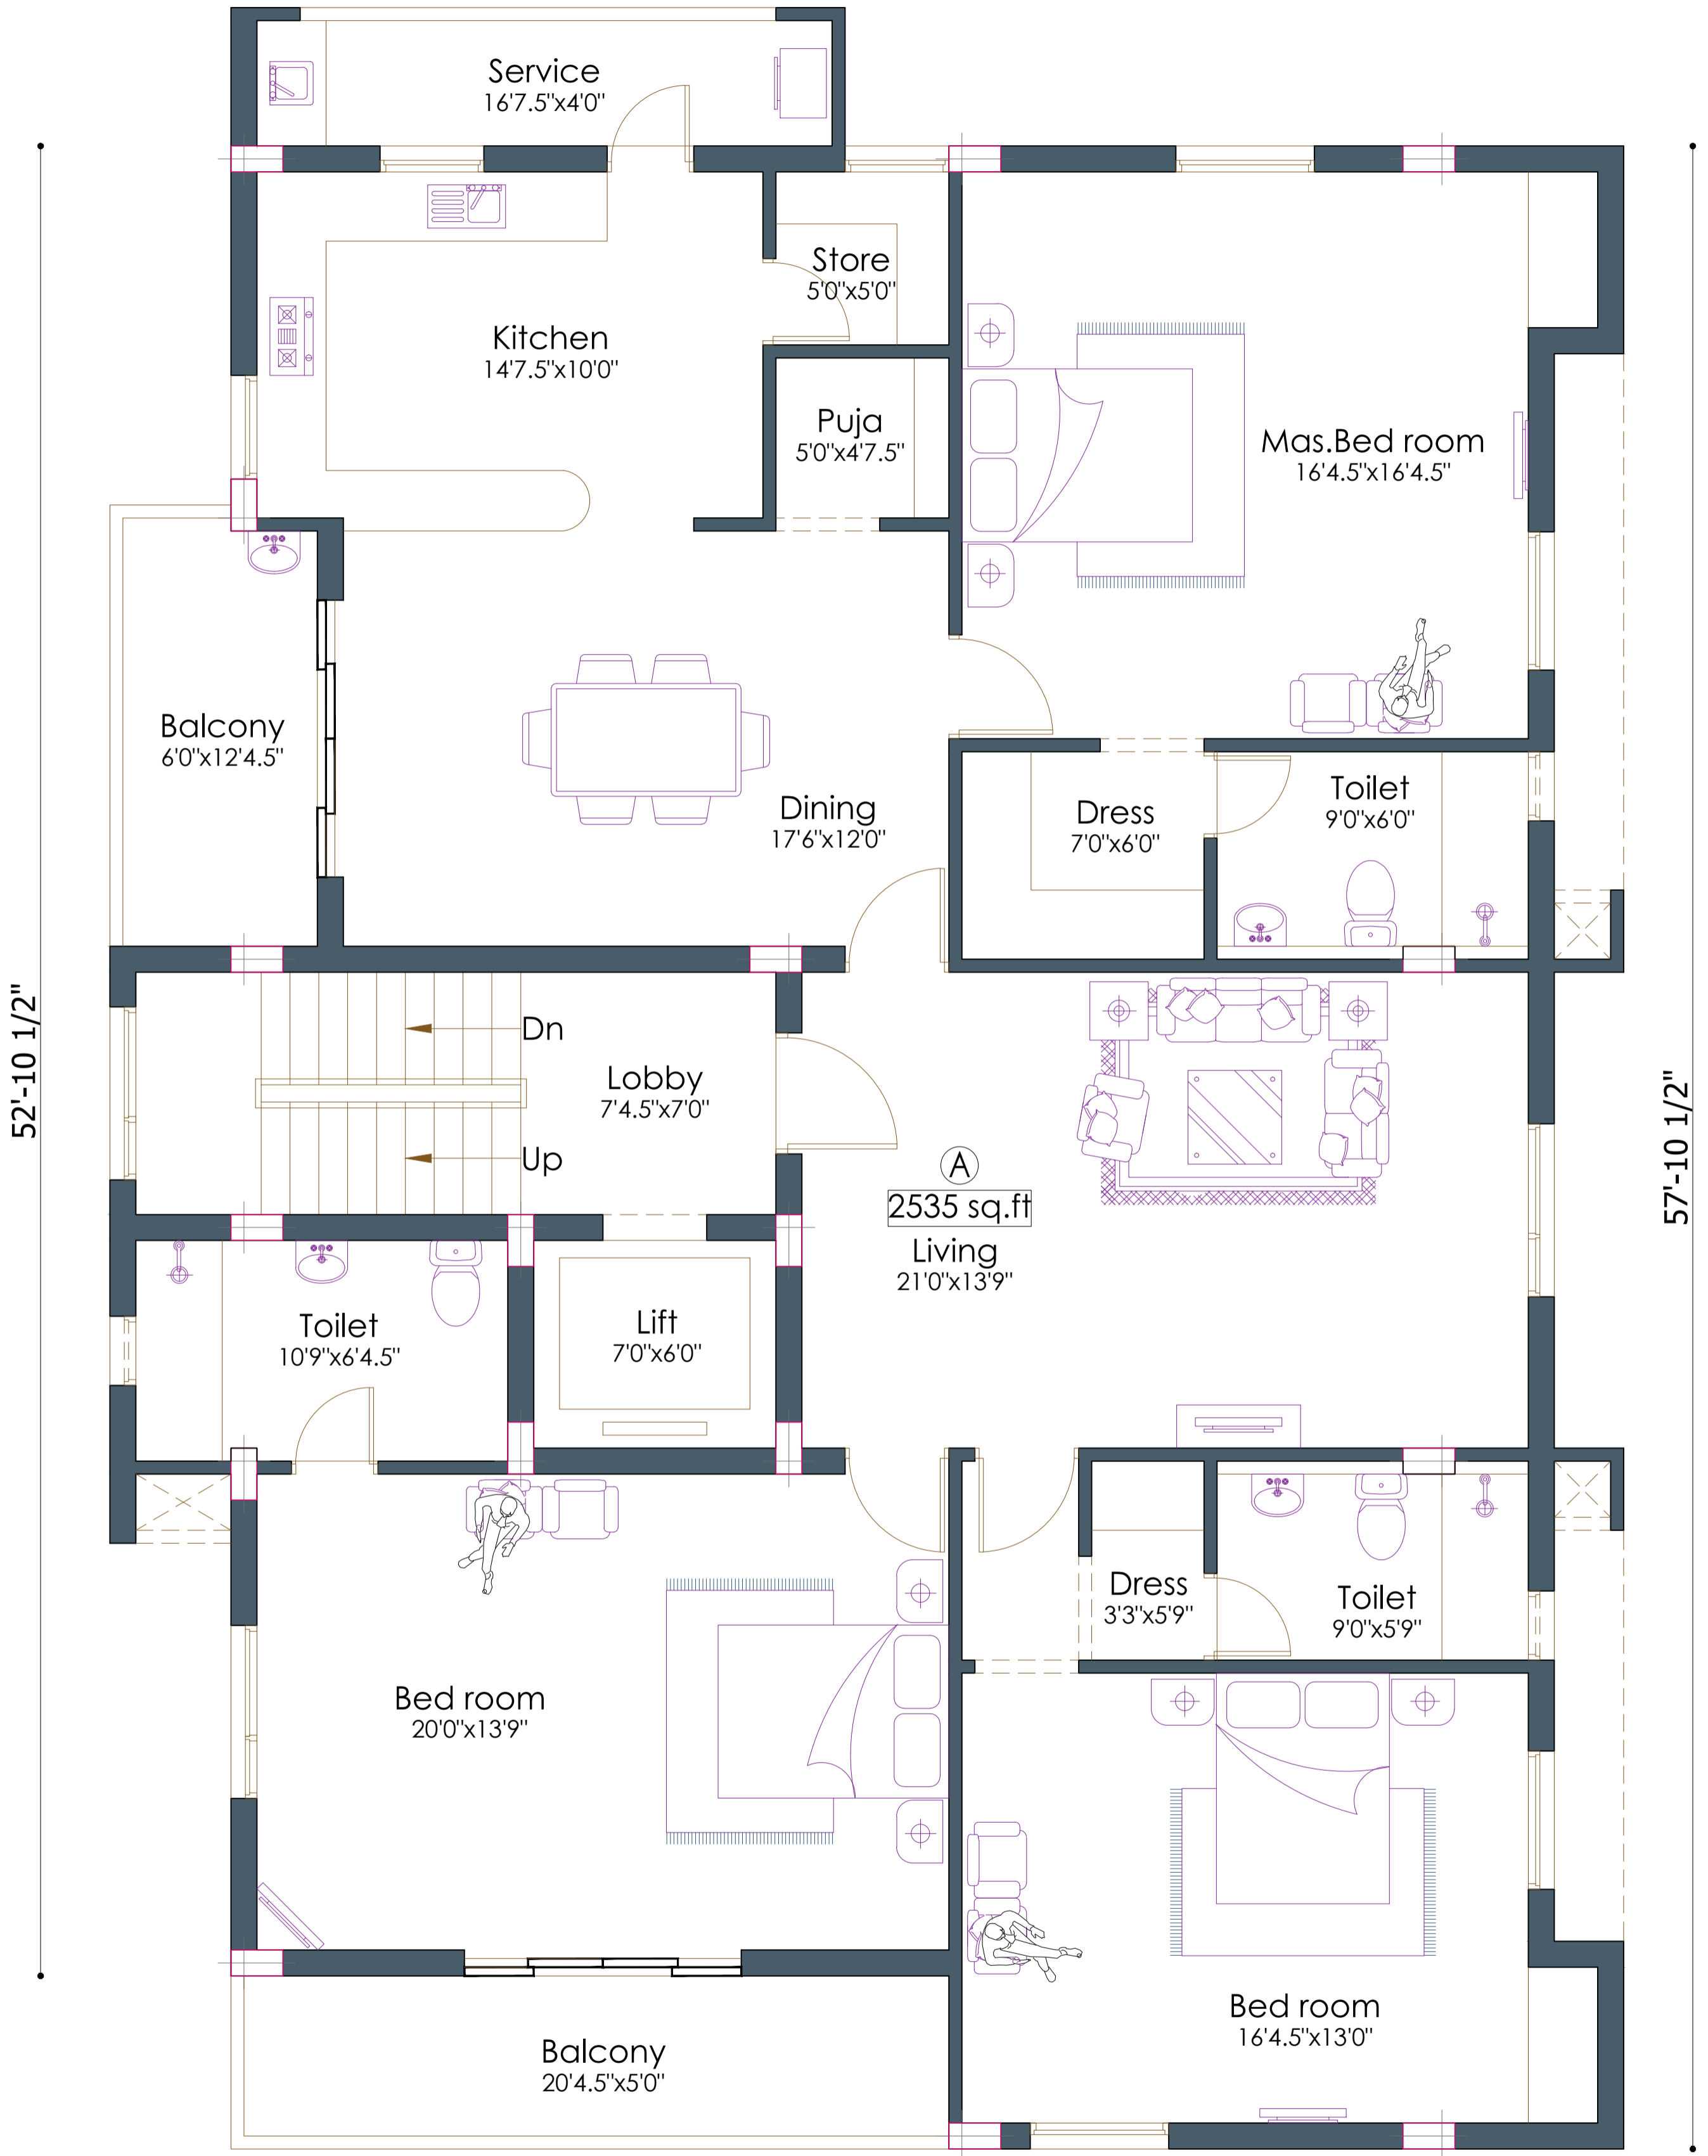 Service
16'7.5"x4'0"
Store
5'0"x5'0"
Kitchen
14'7.5"x10'0"
Puja
5'0"x4'7.5"
Mas.Bed room
16'4.5"x16'4.5"
Balcony
6'0"x12'4.5"
Dining
17'6"x12'0"
Dress
7'0"x6'0"
Toilet
9'0"x6'0"
52'-10 1/2"
Dn
Lobby
7'4.5"x7'0"
Up
A
2535 sq.ft
Living
21'0"x13'9"
57'-10 1/2"
Toilet
10'9"x6'4.5"
Lift
7'0"x6'0"
Dress
3'3"x5'9"
Toilet
9'0"x5'9"
Bed room
20'0"x13'9"
Bed room
16'4.5"x13'0"
Balcony
20'4.5"x5'0"